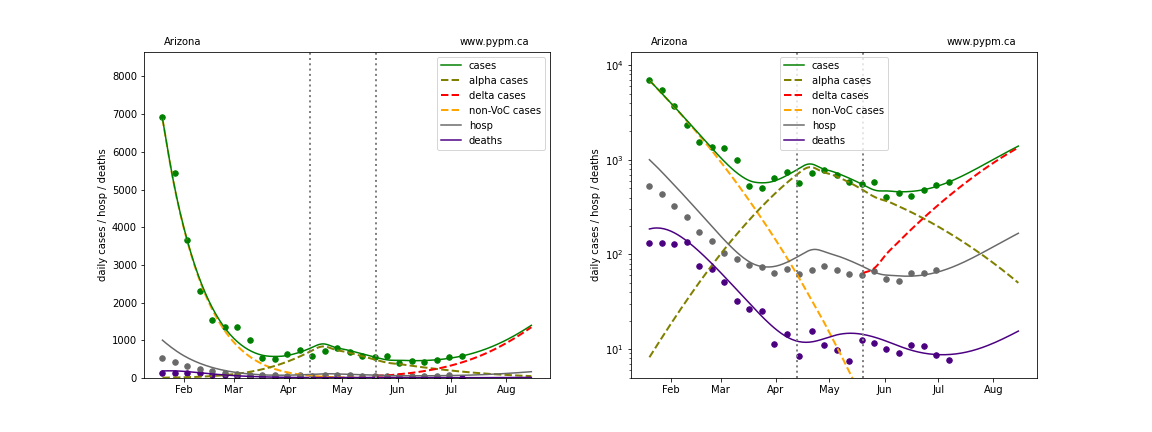 Arizona
www.pypm.ca
daily cases / hosp / deaths
8000
7000
6000
5000
4000
3000
2000
1000
0
cases
alpha cases
delta cases
non-VoC cases
hosp
deaths
Feb
Mar
Apr
May
Jun
Jul
Aug
Arizona
www.pypm.ca
daily cases / hosp / deaths
10⁴
10³
10²
10¹
cases
alpha cases
delta cases
non-VoC cases
hosp
deaths
Feb
Mar
Apr
May
Jun
Jul
Aug